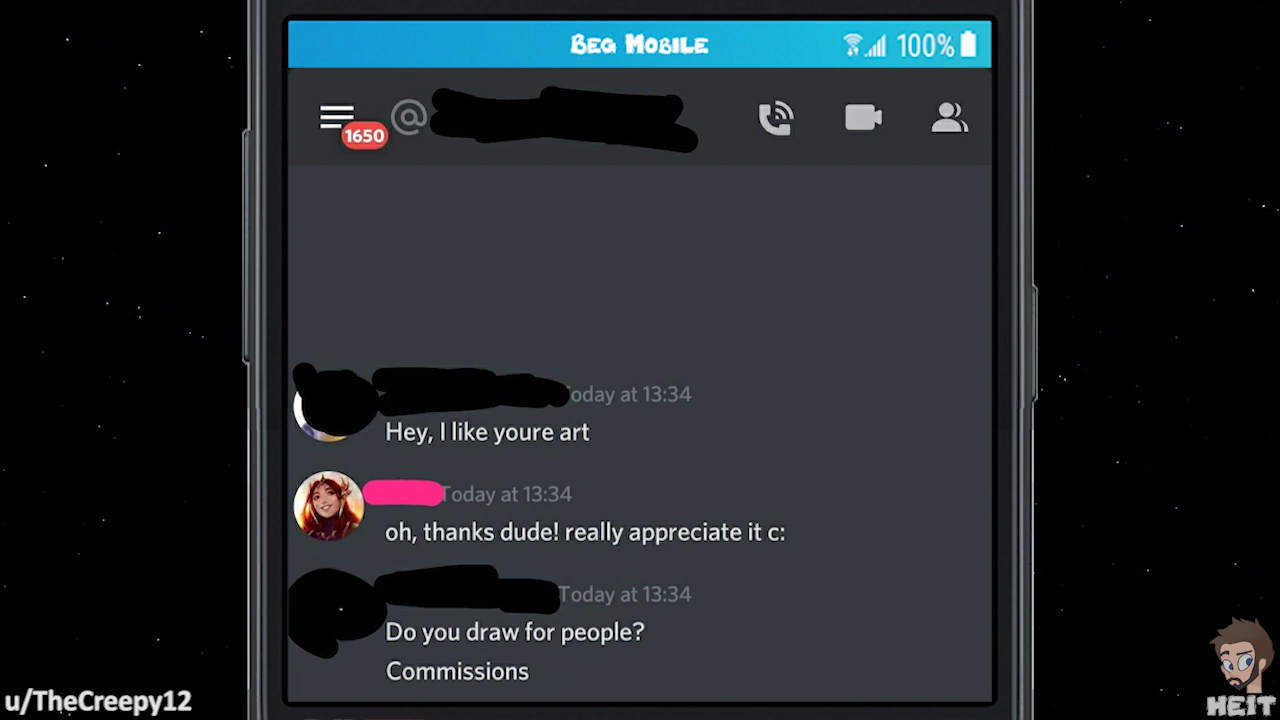 Beg Mobile
100%
1650
@
Today at 13:34
Hey, I like youre art
Today at 13:34
oh, thanks dude! really appreciate it c:
Today at 13:34
Do you draw for people?
Commissions
u/TheCreepy12
HEIT